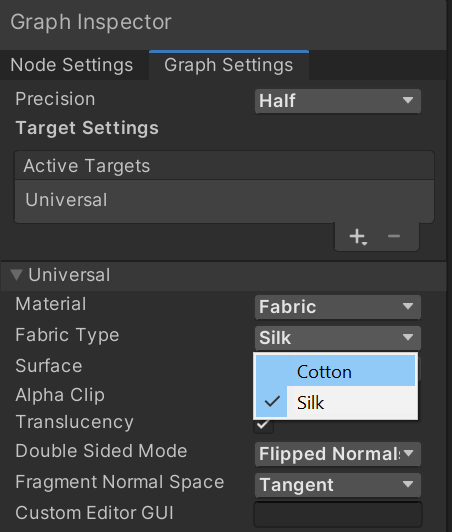 Graph Inspector
Node Settings Graph Settings
Precision Half
Target Settings
Active Targets
Universal
Universal
Material Fabric
Fabric Type Silk
Surface
Cotton
Alpha Clip
Silk
Translucency
Double Sided Mode Flipped Normals
Fragment Normal Space Tangent
Custom Editor GUI